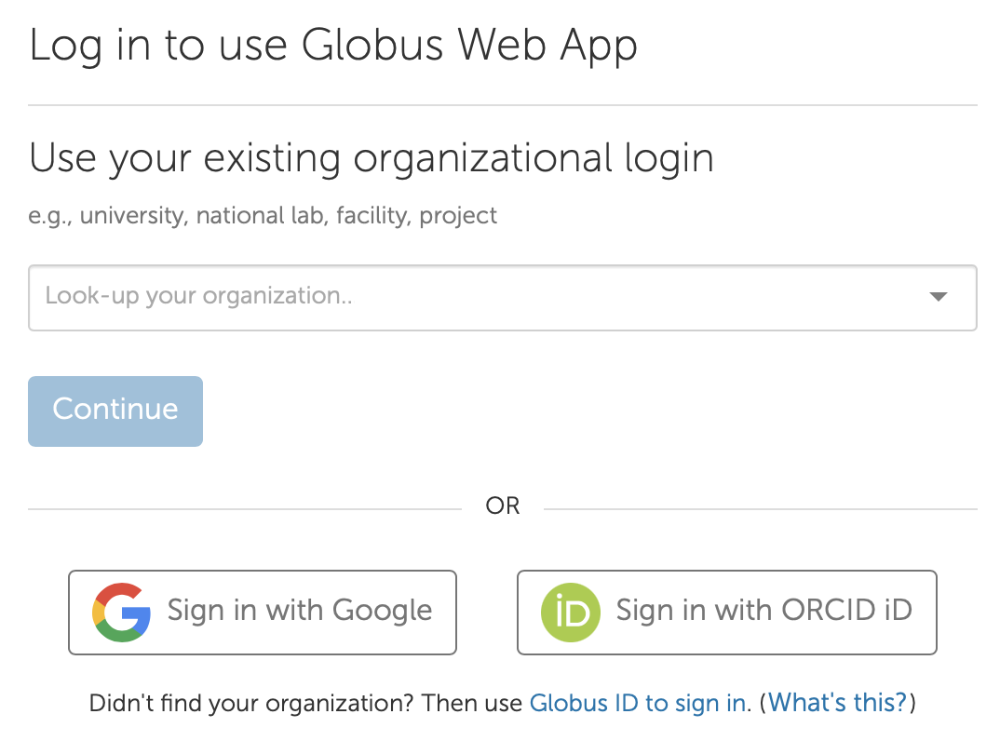 Log in to use Globus Web App
Use your existing organizational login
e.g., university, national lab, facility, project
Look-up your organization..
Continue
OR
Sign in with Google
iD Sign in with ORCID iD
Didn't find your organization? Then use Globus ID to sign in. (What's this?)